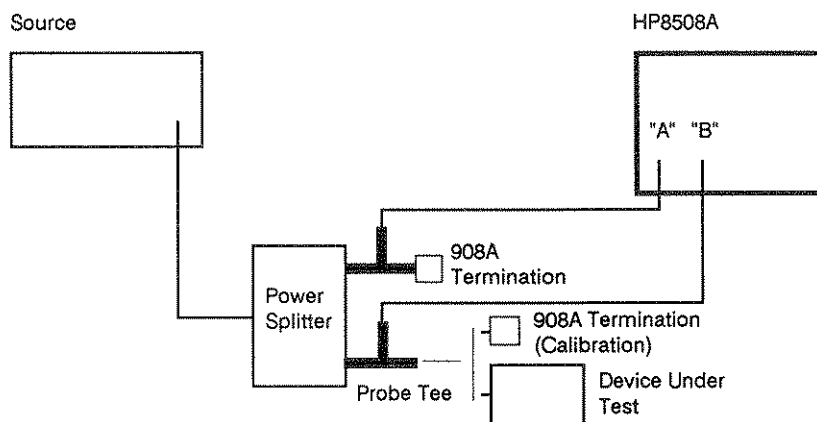 Source
HP8508A
"A" "B"
908A
Termination
Power
Splitter
908A Termination
(Calibration)
Probe Tee
Device Under
Test